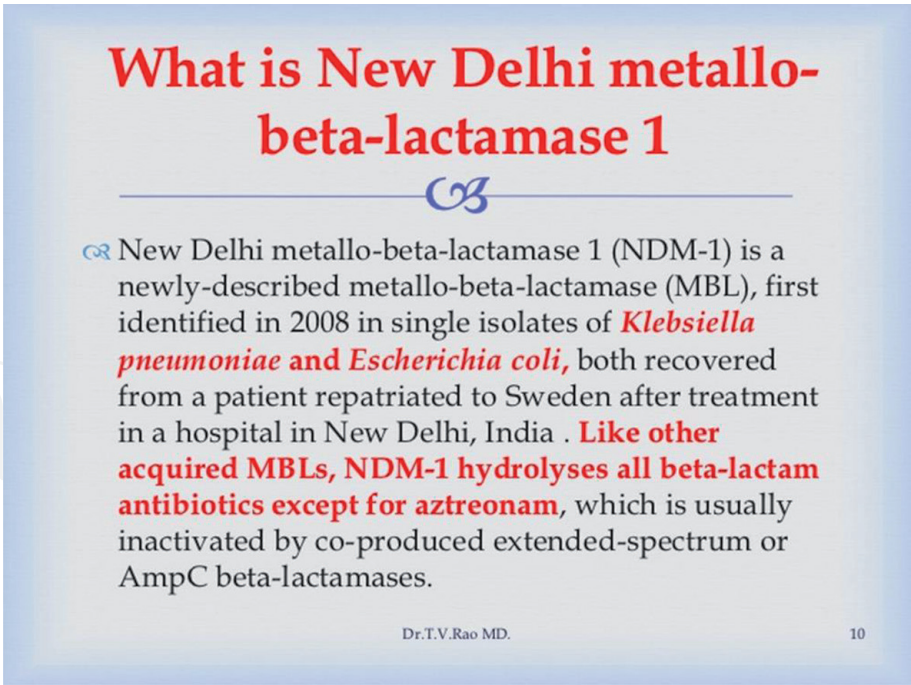 What is New Delhi metallo-
beta-lactamase 1
New Delhi metallo-beta-lactamase 1 (NDM-1) is a
newly-described metallo-beta-lactamase (MBL), first
identified in 2008 in single isolates of Klebsiella
pneumoniae and Escherichia coli, both recovered
from a patient repatriated to Sweden after treatment
in a hospital in New Delhi, India . Like other
acquired MBLs, NDM-1 hydrolyses all beta-lactam
antibiotics except for aztreonam, which is usually
inactivated by co-produced extended-spectrum or
AmpC beta-lactamases.
Dr.T.V.Rao MD.
10